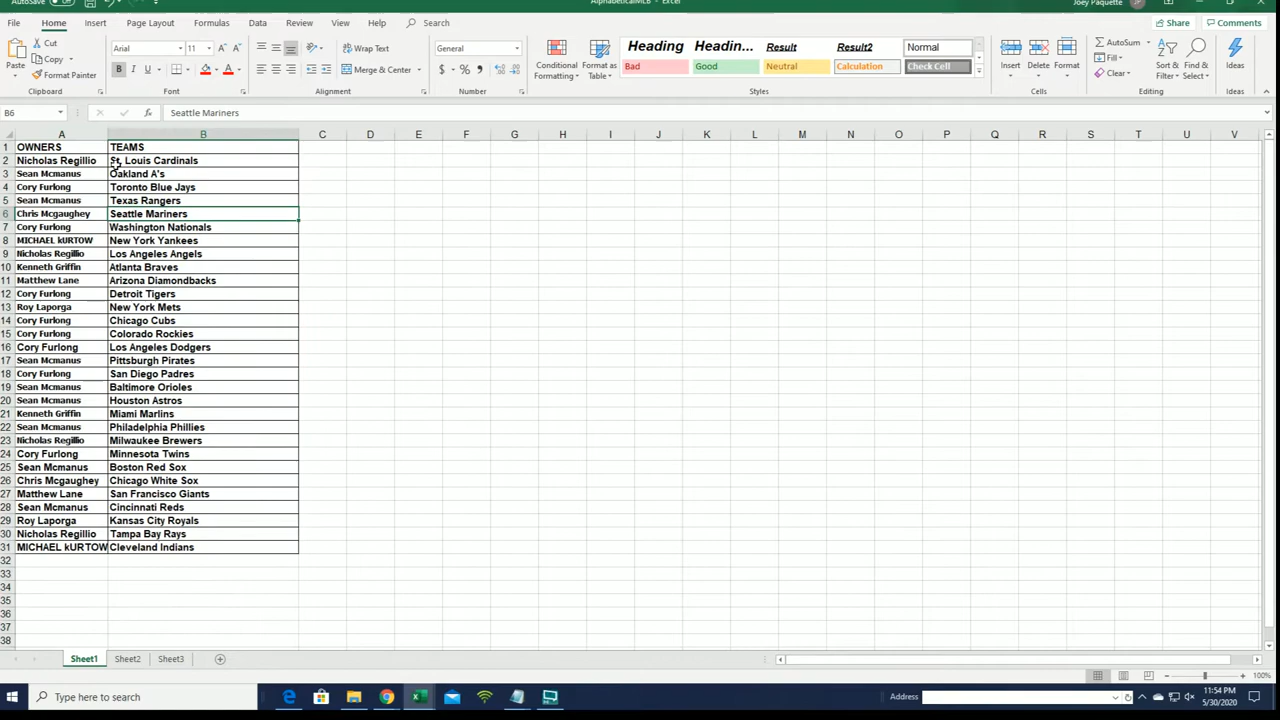 AutoSave
AlphabeticalMLB - Excel
Joey Paquette
JP
File Home Insert Page Layout Formulas Data Review View Help Search
Share Comments
Paste Cut Copy Format Painter
Arial 11 Wrap Text General
B I U Merge & Center $ % ,
Conditional Formatting Format as Table
Heading Headin... Result Result2 Normal
Bad Good Neutral Calculation Check Cell
Insert Delete Format
AutoSum Fill Clear Sort & Filter Find & Select Ideas
Clipboard Font Alignment Number Styles Cells Editing Ideas
B6 fx Seattle Mariners
A B C D E F G H I J K L M N O P Q R S T U V
1 OWNERS TEAMS
2 Nicholas Regillio St. Louis Cardinals
3 Sean Mcmanus Oakland A's
4 Cory Furlong Toronto Blue Jays
5 Sean Mcmanus Texas Rangers
6 Chris Mcgaughey Seattle Mariners
7 Cory Furlong Washington Nationals
8 MICHAEL kURTOW New York Yankees
9 Nicholas Regillio Los Angeles Angels
10 Kenneth Griffin Atlanta Braves
11 Matthew Lane Arizona Diamondbacks
12 Cory Furlong Detroit Tigers
13 Roy Laporga New York Mets
14 Cory Furlong Chicago Cubs
15 Cory Furlong Colorado Rockies
16 Cory Furlong Los Angeles Dodgers
17 Sean Mcmanus Pittsburgh Pirates
18 Cory Furlong San Diego Padres
19 Sean Mcmanus Baltimore Orioles
20 Sean Mcmanus Houston Astros
21 Kenneth Griffin Miami Marlins
22 Sean Mcmanus Philadelphia Phillies
23 Nicholas Regillio Milwaukee Brewers
24 Cory Furlong Minnesota Twins
25 Sean Mcmanus Boston Red Sox
26 Chris Mcgaughey Chicago White Sox
27 Matthew Lane San Francisco Giants
28 Sean Mcmanus Cincinnati Reds
29 Roy Laporga Kansas City Royals
30 Nicholas Regillio Tampa Bay Rays
31 MICHAEL kURTOW Cleveland Indians
32
33
34
35
36
37
38
Sheet1 Sheet2 Sheet3
100%
Type here to search
Address
11:54 PM
5/30/2020